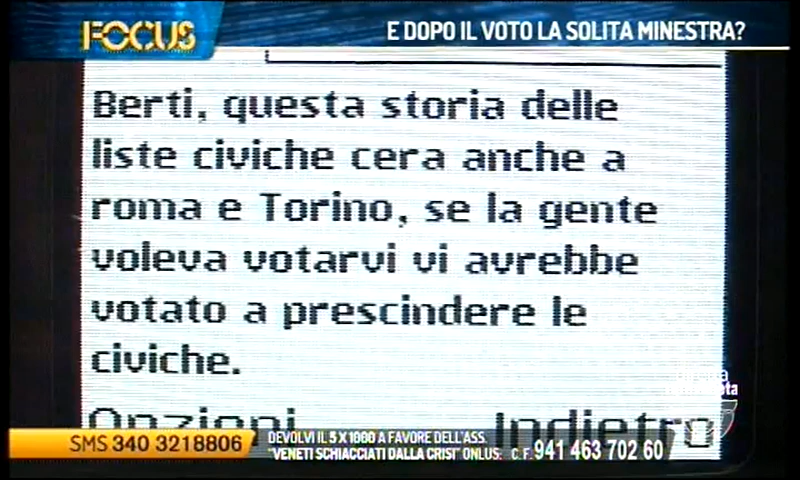 FOCUS
E DOPO IL VOTO LA SOLITA MINESTRA?
Berti, questa storia delle
liste civiche cera anche a
roma e Torino, se la gente
voleva votarvi vi avrebbe
votato a prescindere le
civiche.
Opzioni Indietro
SMS 340 3218806
DEVOLVI IL 5 X 1000 A FAVORE DELL'ASS.
"VENETI SCHIACCIATI DALLA CRISI" ONLUS: C. F. 941 463 702 60